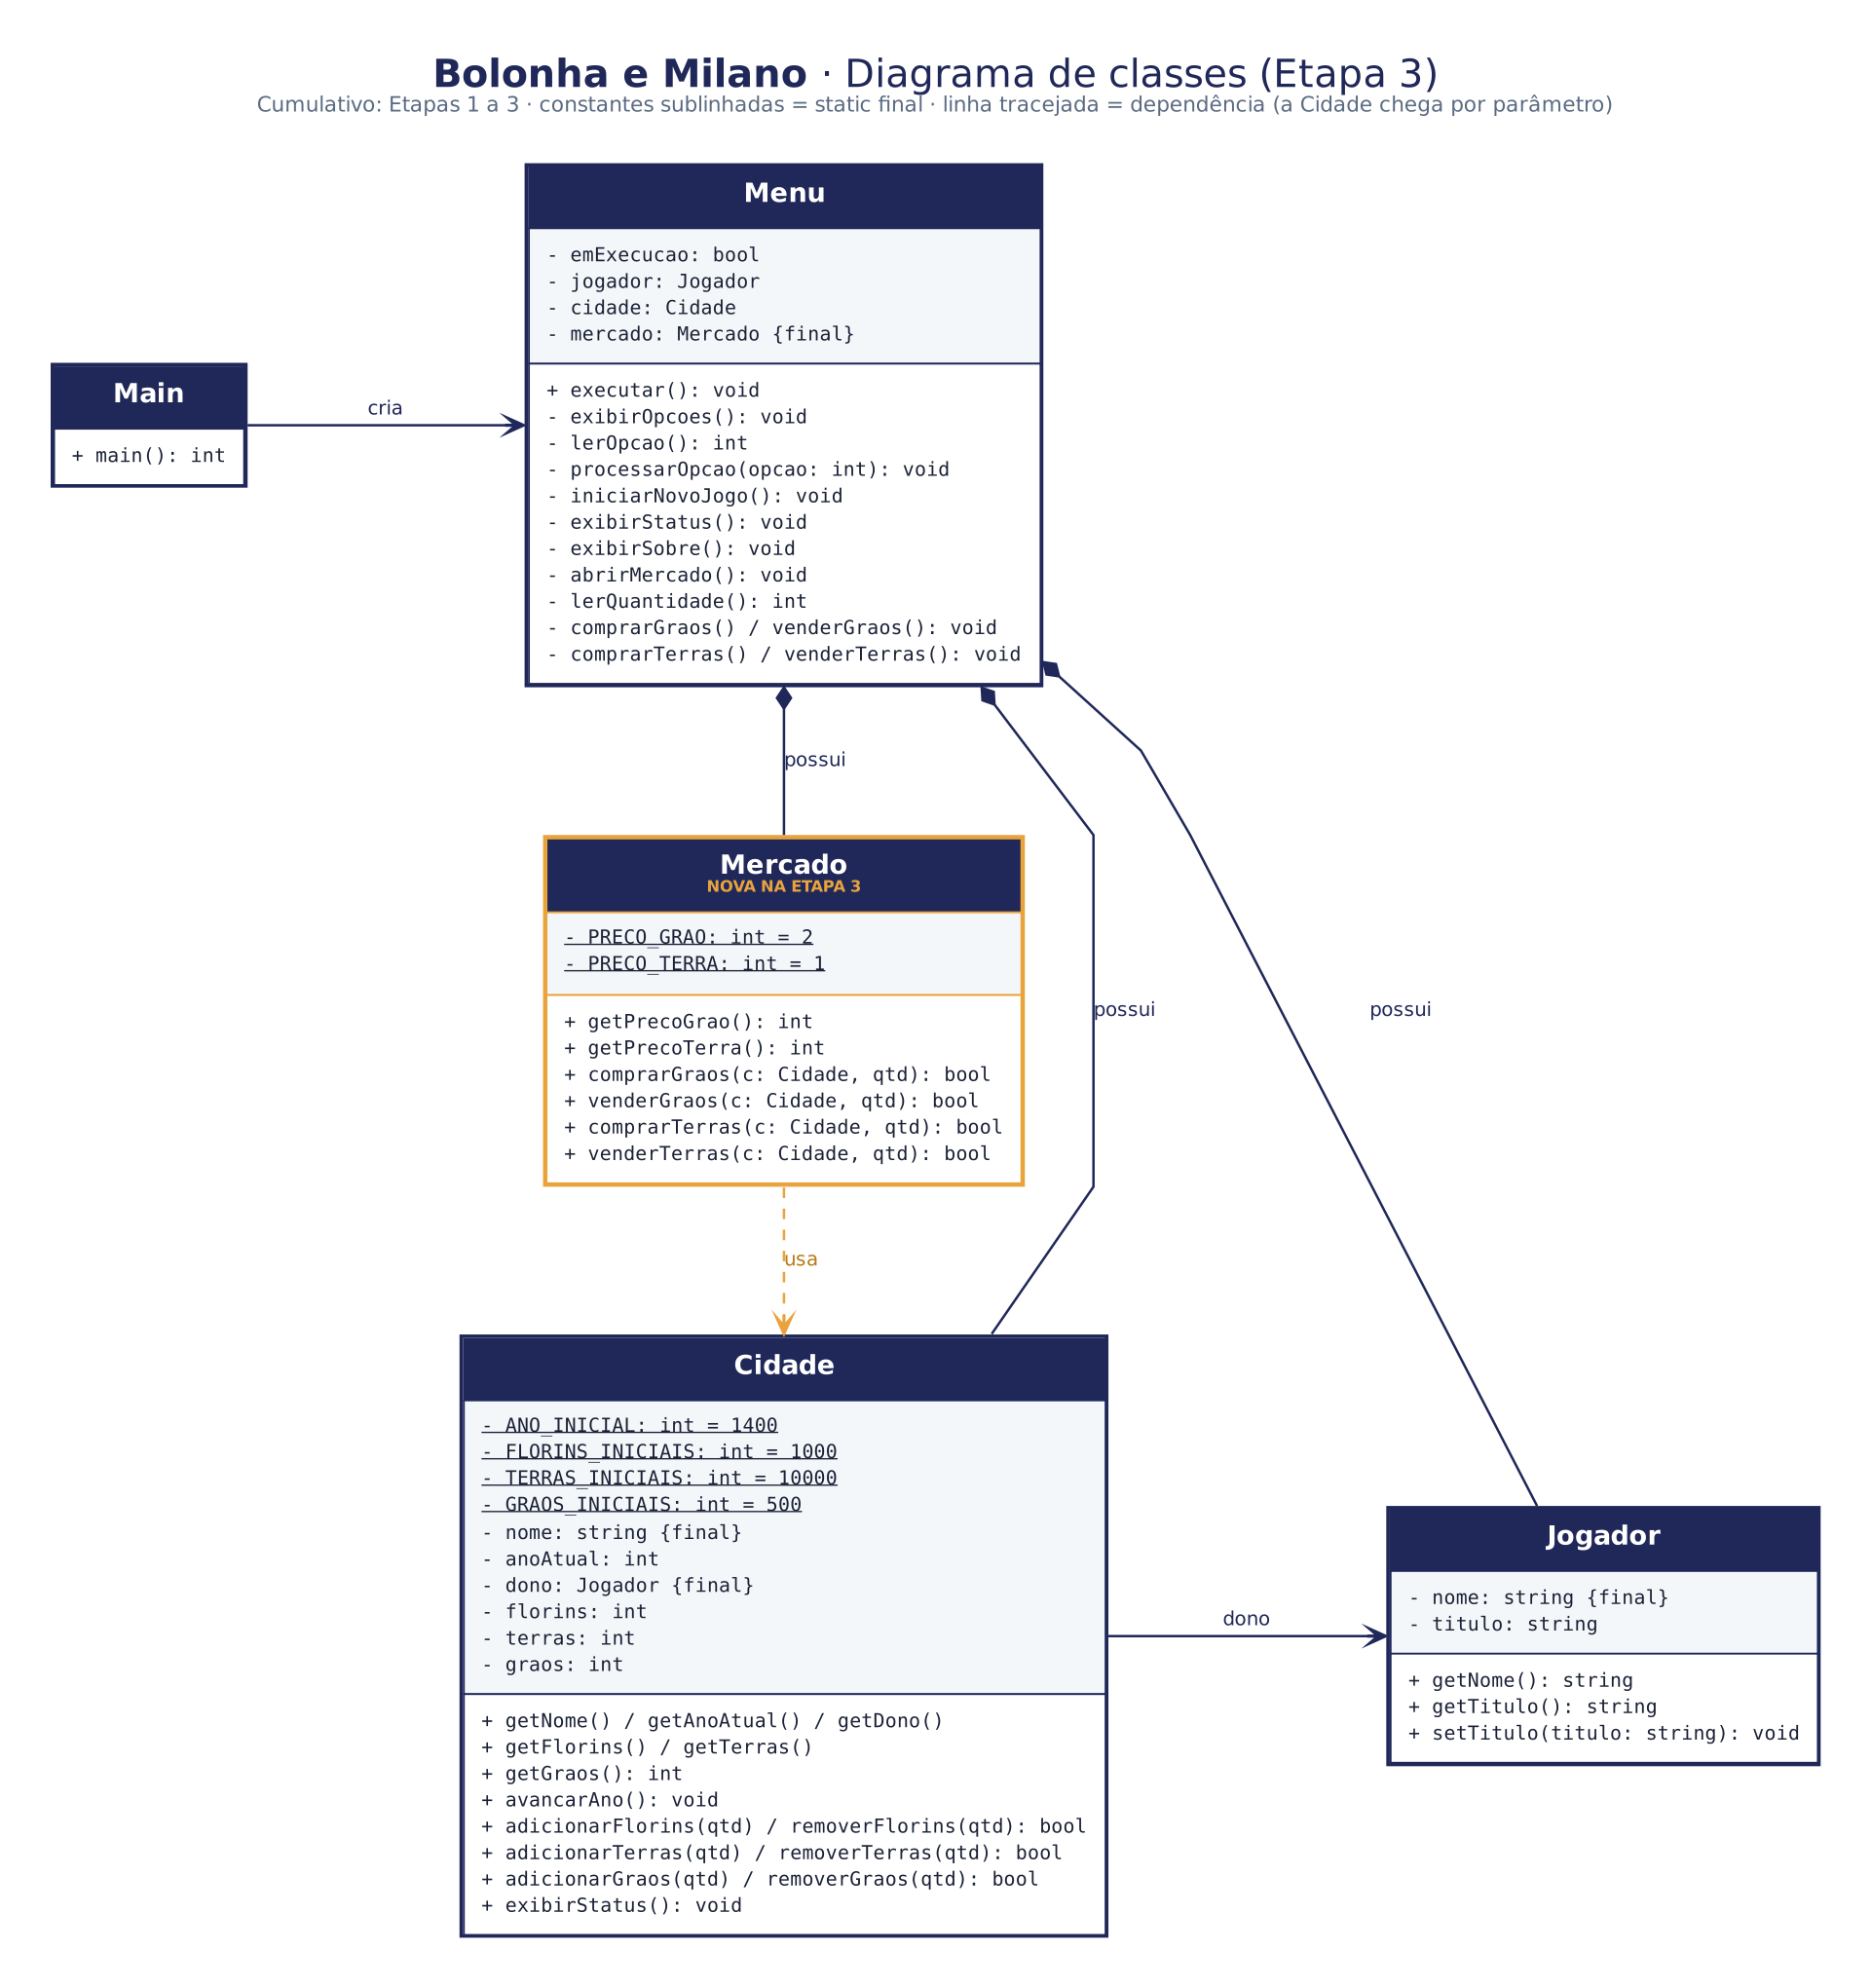 Bolonha e Milano · Diagrama de classes (Etapa 3)
Cumulativo: Etapas 1 a 3 · constantes sublinhadas = static final · linha tracejada = dependência (a Cidade chega por parâmetro)
Menu
- emExecucao: bool
- jogador: Jogador
- cidade: Cidade
- mercado: Mercado {final}
+ executar(): void
- exibirOpcoes(): void
- lerOpcao(): int
- processarOpcao(opcao: int): void
- iniciarNovoJogo(): void
- exibirStatus(): void
- exibirSobre(): void
- abrirMercado(): void
- lerQuantidade(): int
- comprarGraos() / venderGraos(): void
- comprarTerras() / venderTerras(): void
Main
+ main(): int
cria
possui
Mercado
NOVA NA ETAPA 3
- PRECO_GRAO: int = 2
- PRECO_TERRA: int = 1
+ getPrecoGrao(): int
+ getPrecoTerra(): int
+ comprarGraos(c: Cidade, qtd): bool
+ venderGraos(c: Cidade, qtd): bool
+ comprarTerras(c: Cidade, qtd): bool
+ venderTerras(c: Cidade, qtd): bool
possui
possui
usa
Cidade
- ANO_INICIAL: int = 1400
- FLORINS_INICIAIS: int = 1000
- TERRAS_INICIAIS: int = 10000
- GRAOS_INICIAIS: int = 500
- nome: string {final}
- anoAtual: int
- dono: Jogador {final}
- florins: int
- terras: int
- graos: int
+ getNome() / getAnoAtual() / getDono()
+ getFlorins() / getTerras()
+ getGraos(): int
+ avancarAno(): void
+ adicionarFlorins(qtd) / removerFlorins(qtd): bool
+ adicionarTerras(qtd) / removerTerras(qtd): bool
+ adicionarGraos(qtd) / removerGraos(qtd): bool
+ exibirStatus(): void
dono
Jogador
- nome: string {final}
- titulo: string
+ getNome(): string
+ getTitulo(): string
+ setTitulo(titulo: string): void